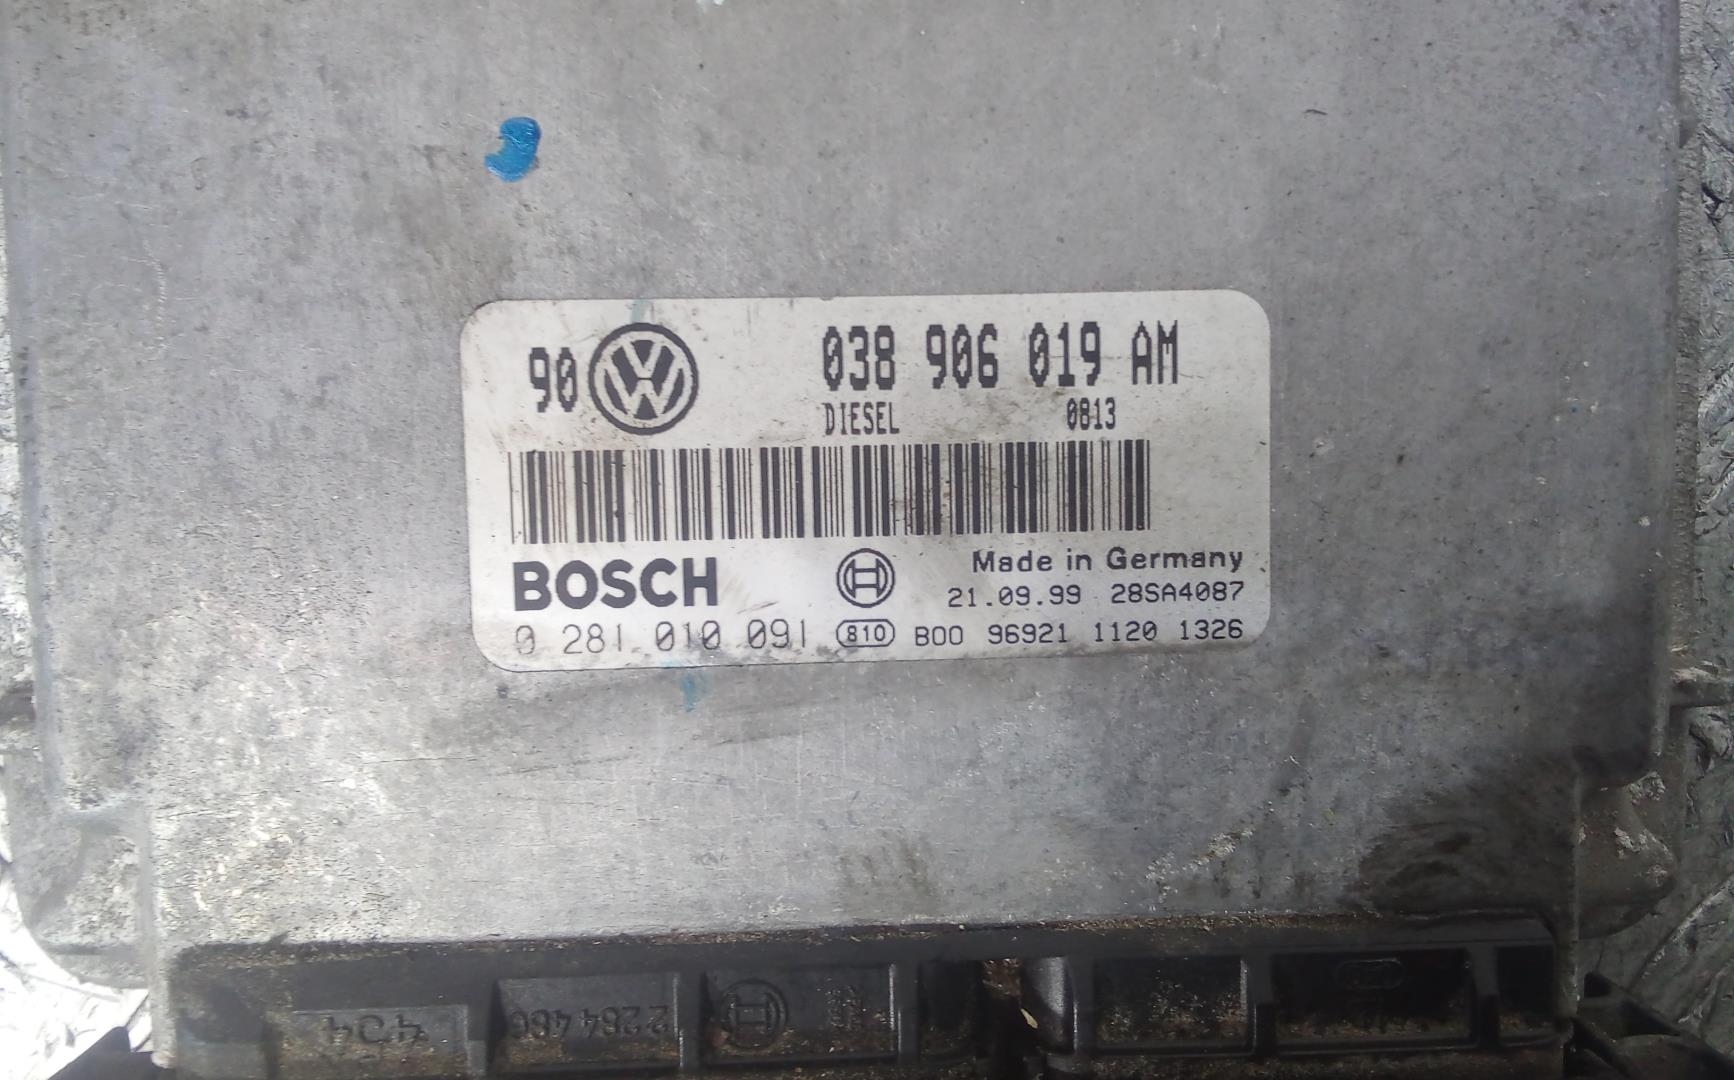 90 038 906 019 AM
DIESEL 0813
BOSCH Made in Germany
21.09.99 28SA4087
0 281 010 091 810 B00 96921 1120 1326